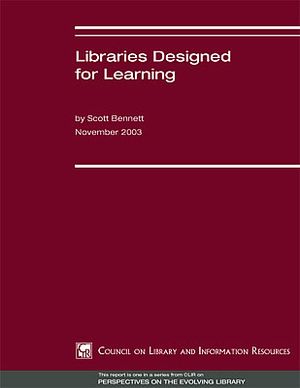 Libraries Designed
for Learning
by Scott Bennett
November 2003
CLIR
COUNCIL ON LIBRARY AND INFORMATION RESOURCES
This report is one in a series from CLIR on
PERSPECTIVES ON THE EVOLVING LIBRARY